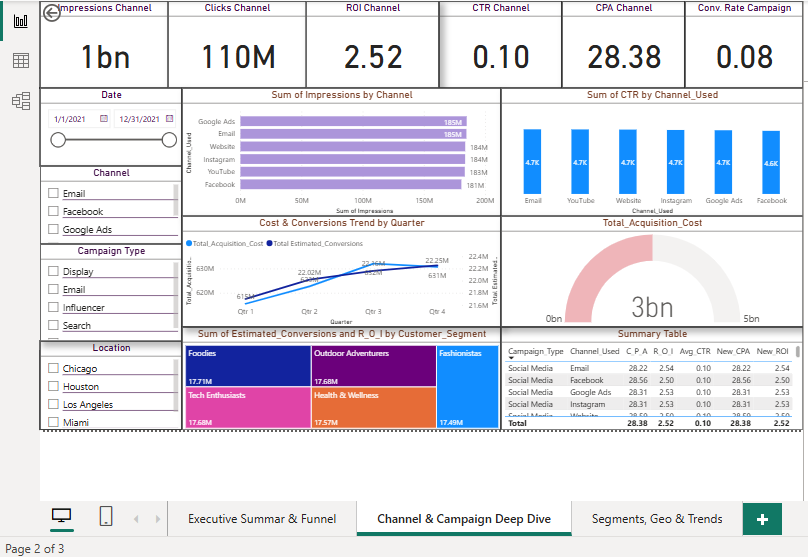 Impressions Channel
Clicks Channel
ROI Channel
CTR Channel
CPA Channel
Conv. Rate Campaign
1bn
110M
2.52
0.10
28.38
0.08
Date
1/1/2021
12/31/2021
Channel
Email
Facebook
Google Ads
Campaign Type
Display
Email
Influencer
Search
Location
Chicago
Houston
Los Angeles
Miami
Sum of Impressions by Channel
Channel_Used
Google Ads 185M
Email 185M
Website 184M
Instagram 184M
YouTube 183M
Facebook 181M
0M 50M 100M 150M 200M
Sum of Impressions
Sum of CTR by Channel_Used
4.7K 4.7K 4.7K 4.7K 4.7K 4.6K
Email YouTube Website Instagram Google Ads Facebook
Channel_Used
Cost & Conversions Trend by Quarter
Total_Acquisition_Cost Total_Estimated_Conversions
Total_Acquisitio...
630M
620M
22.02M
22.25M
631M
22.4M
22.2M
22.0M
21.8M
21.6M
Total_Estimated...
Qtr 1 Qtr 2 Qtr 3 Qtr 4
Quarter
Total_Acquisition_Cost
3bn
0bn
5bn
Sum of Estimated_Conversions and R_O_I by Customer_Segment
Foodies
17.71M
Outdoor Adventurers
17.68M
Fashionistas
17.49M
Tech Enthusiasts
17.68M
Health & Wellness
17.57M
Summary Table
Campaign_Type Channel_Used C_P_A R_O_I Avg_CTR New_CPA New_ROI
Social Media Email 28.22 2.54 0.10 28.22 2.54
Social Media Facebook 28.56 2.50 0.10 28.56 2.50
Social Media Google Ads 28.31 2.53 0.10 28.31 2.53
Social Media Instagram 28.31 2.53 0.10 28.31 2.53
Social Media Website 28.59 2.50 0.10 28.59 2.50
Total 28.38 2.52 0.10 28.38 2.52
Executive Summar & Funnel
Channel & Campaign Deep Dive
Segments, Geo & Trends
+
Page 2 of 3